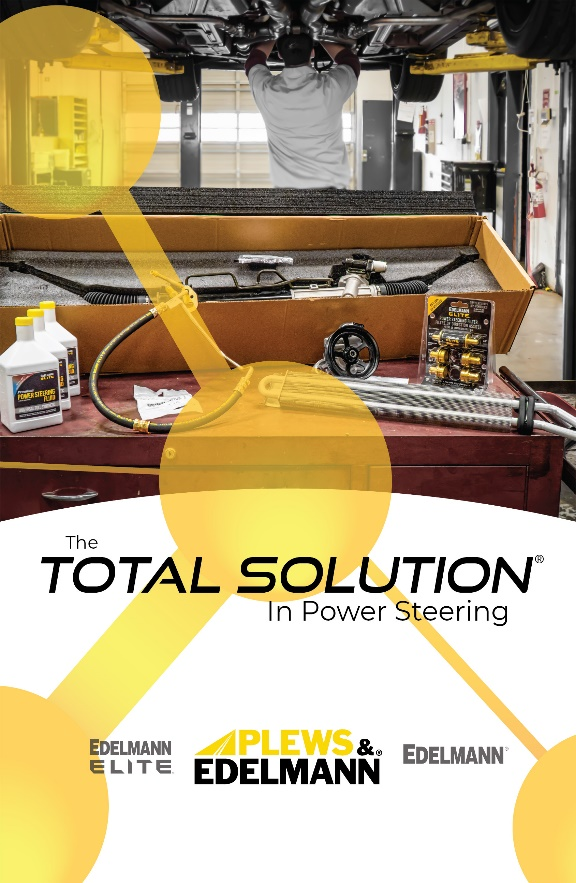 POWER STEERING
FLUID
EDELMANN
ELITE
The
TOTAL SOLUTION®
In Power Steering
EDELMANN
ELITE
PLEWS &
EDELMANN®
EDELMANN®